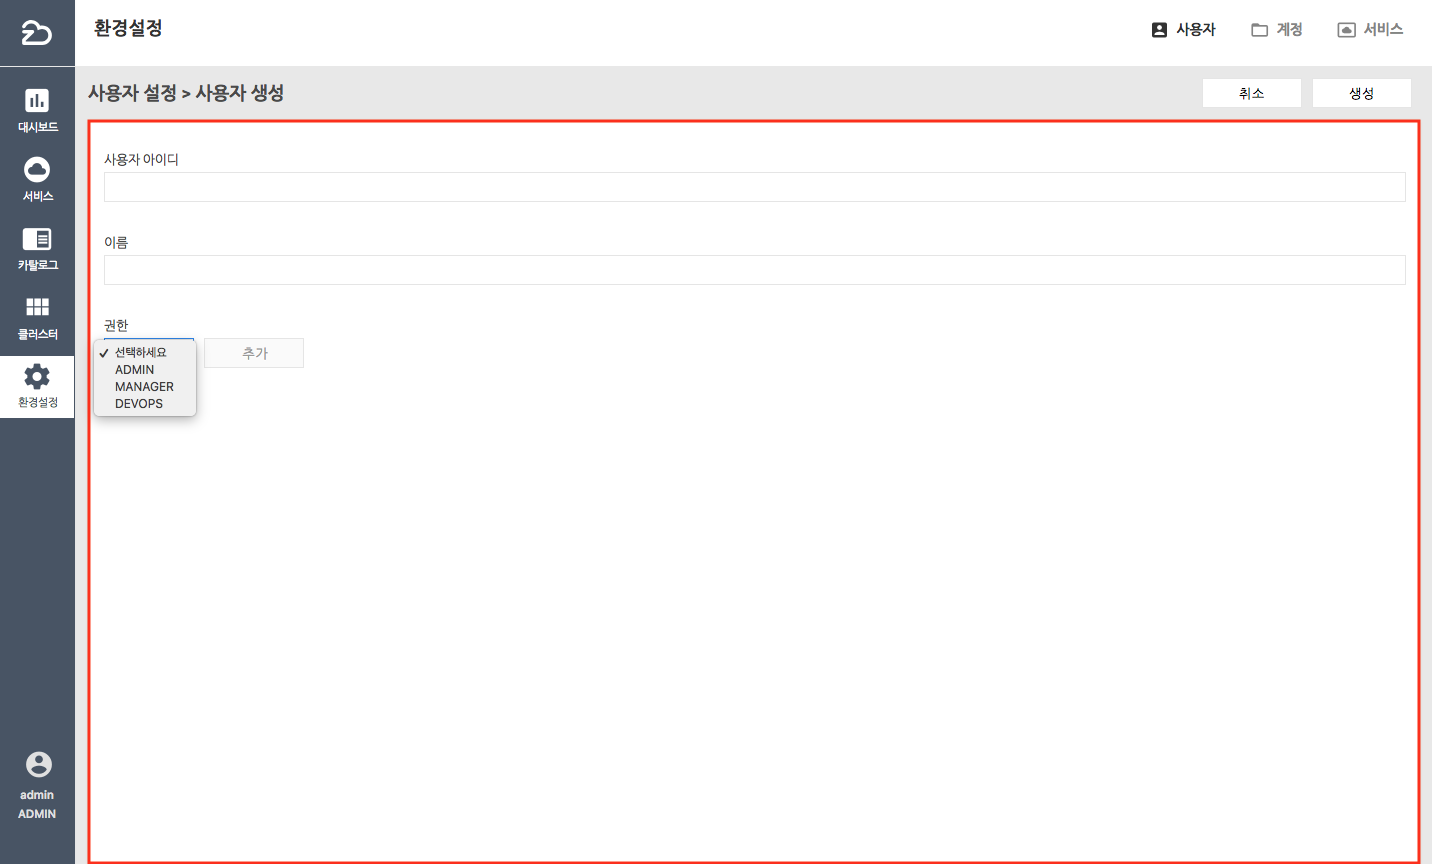 환경설정
사용자
계정
서비스
대시보드
서비스
카탈로그
클러스터
환경설정
admin
ADMIN
사용자 설정 > 사용자 생성
취소
생성
사용자 아이디
이름
권한
선택하세요
ADMIN
MANAGER
DEVOPS
추가